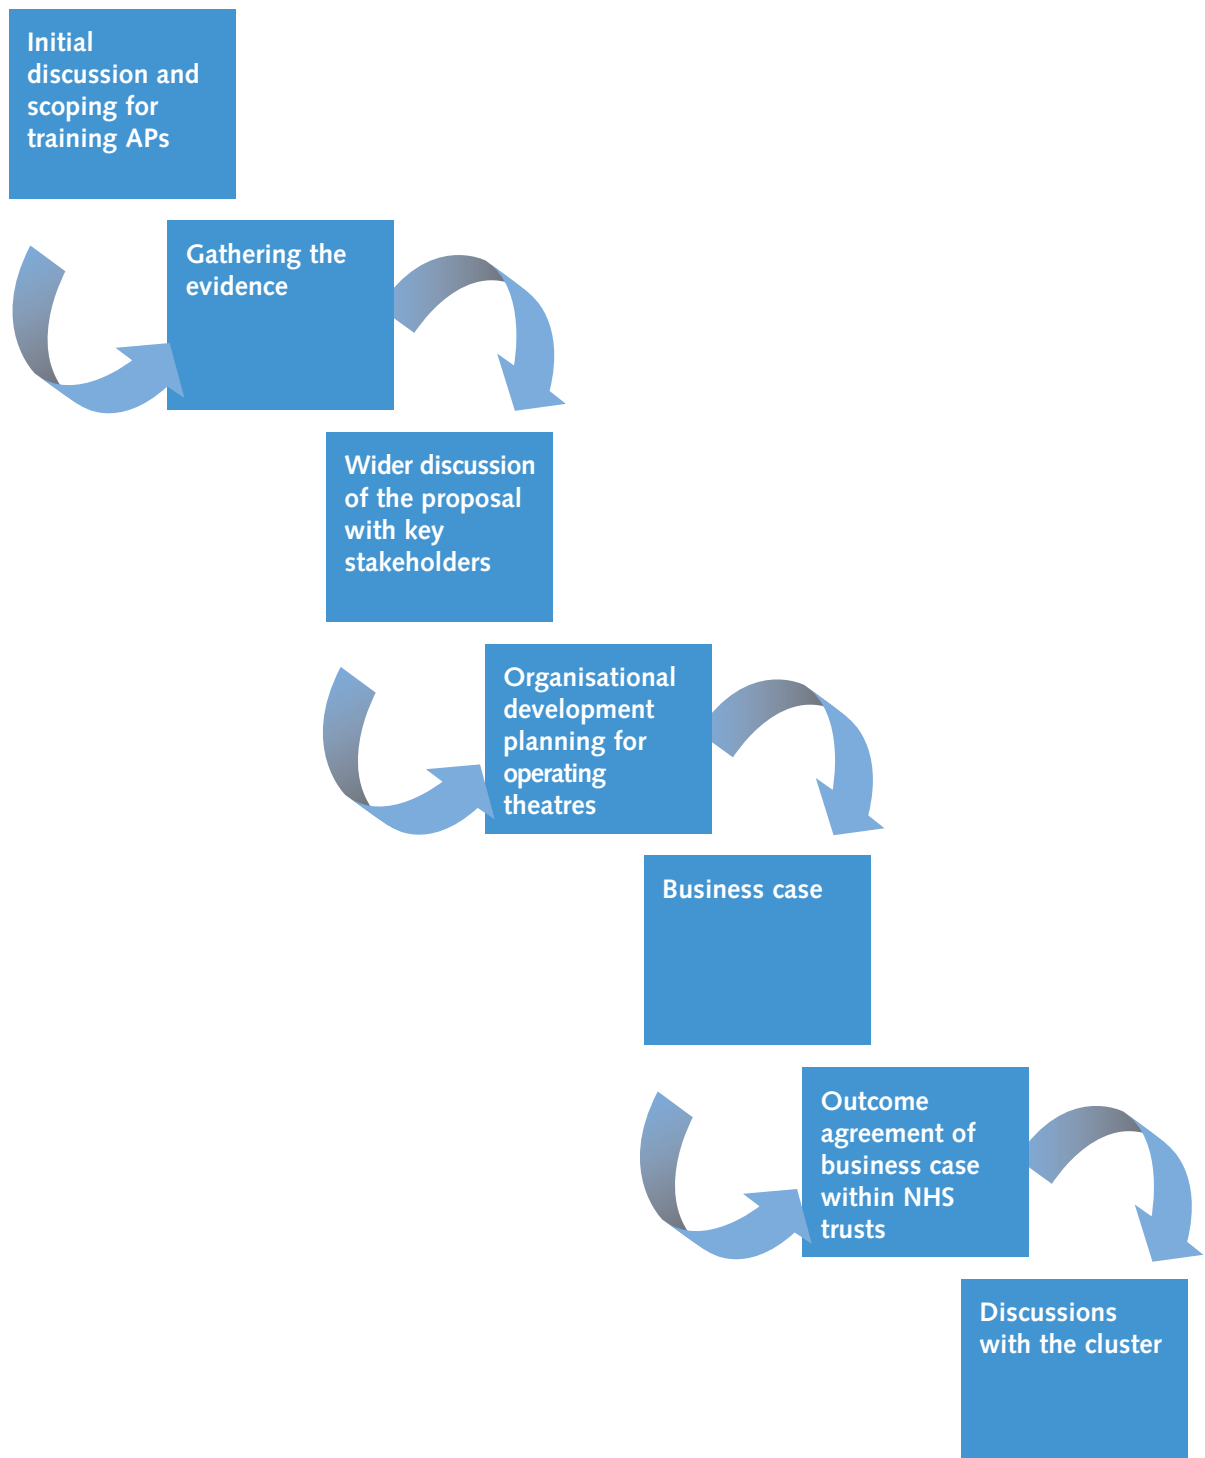 Initial
discussion and
scoping for
training APs
Gathering the
evidence
Wider discussion
of the proposal
with key
stakeholders
Organisational
development
planning for
operating
theatres
Business case
Outcome
agreement of
business case
within NHS
trusts
Discussions
with the cluster